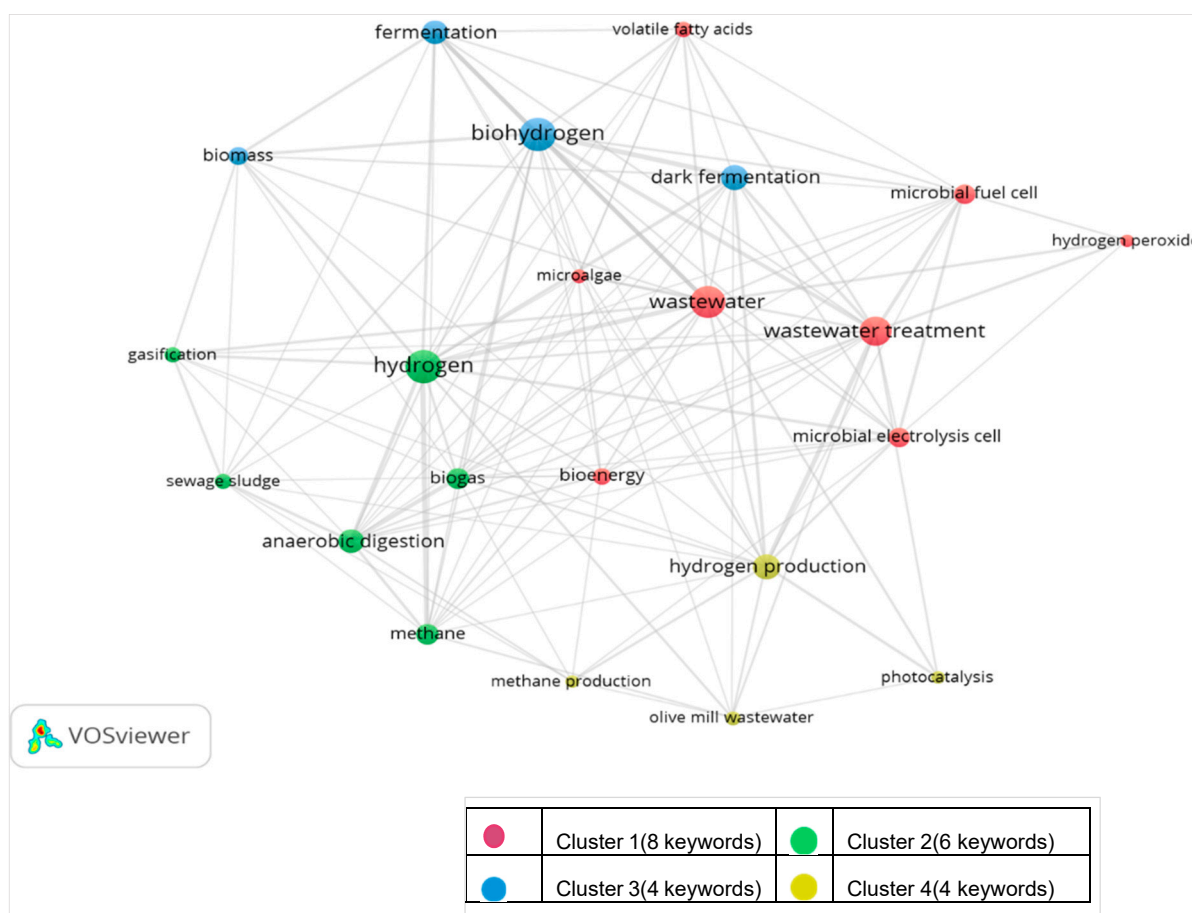 fermentation
volatile fatty acids
biohydrogen
biomass
dark fermentation
microbial fuel cell
hydrogen peroxide
microalgae
wastewater
wastewater treatment
gasification
hydrogen
microbial electrolysis cell
sewage sludge
biogas
bioenergy
anaerobic digestion
hydrogen production
methane
methane production
photocatalysis
olive mill wastewater
VOSviewer
Cluster 1(8 keywords)
Cluster 2(6 keywords)
Cluster 3(4 keywords)
Cluster 4(4 keywords)